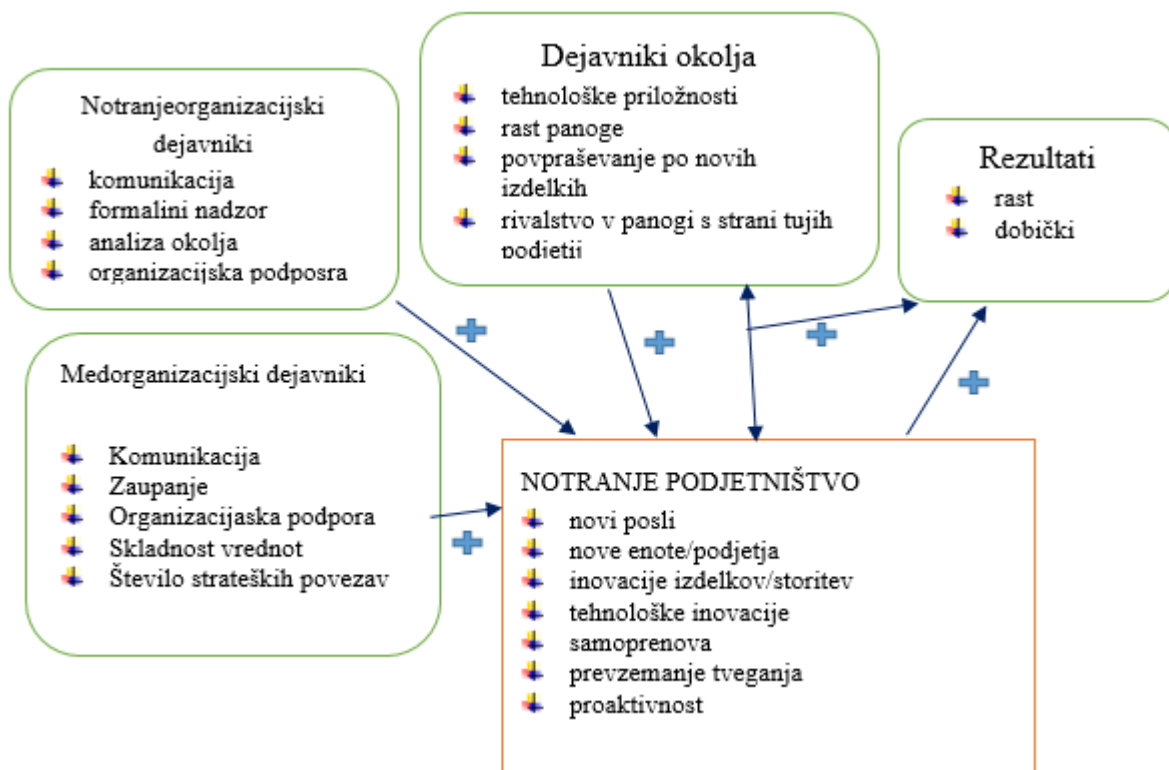 Notranjeorganizacijski
dejavniki
komunikacija
formalini nadzor
analiza okolja
organizacijska podposra
Dejavniki okolja
tehnološke priložnosti
rast panoge
povpraševanje po novih
izdelkih
rivalstvo v panogi s strani tujih
podjetij
Rezultati
rast
dobički
Medorganizacijski dejavniki
Komunikacija
Zaupanje
Organizacijaska podpora
Skladnost vrednot
Število strateških povezav
NOTRANJE PODJETNIŠTVO
novi posli
nove enote/podjetja
inovacije izdelkov/storitev
tehnološke inovacije
samoprenova
prevzemanje tveganja
proaktivnost